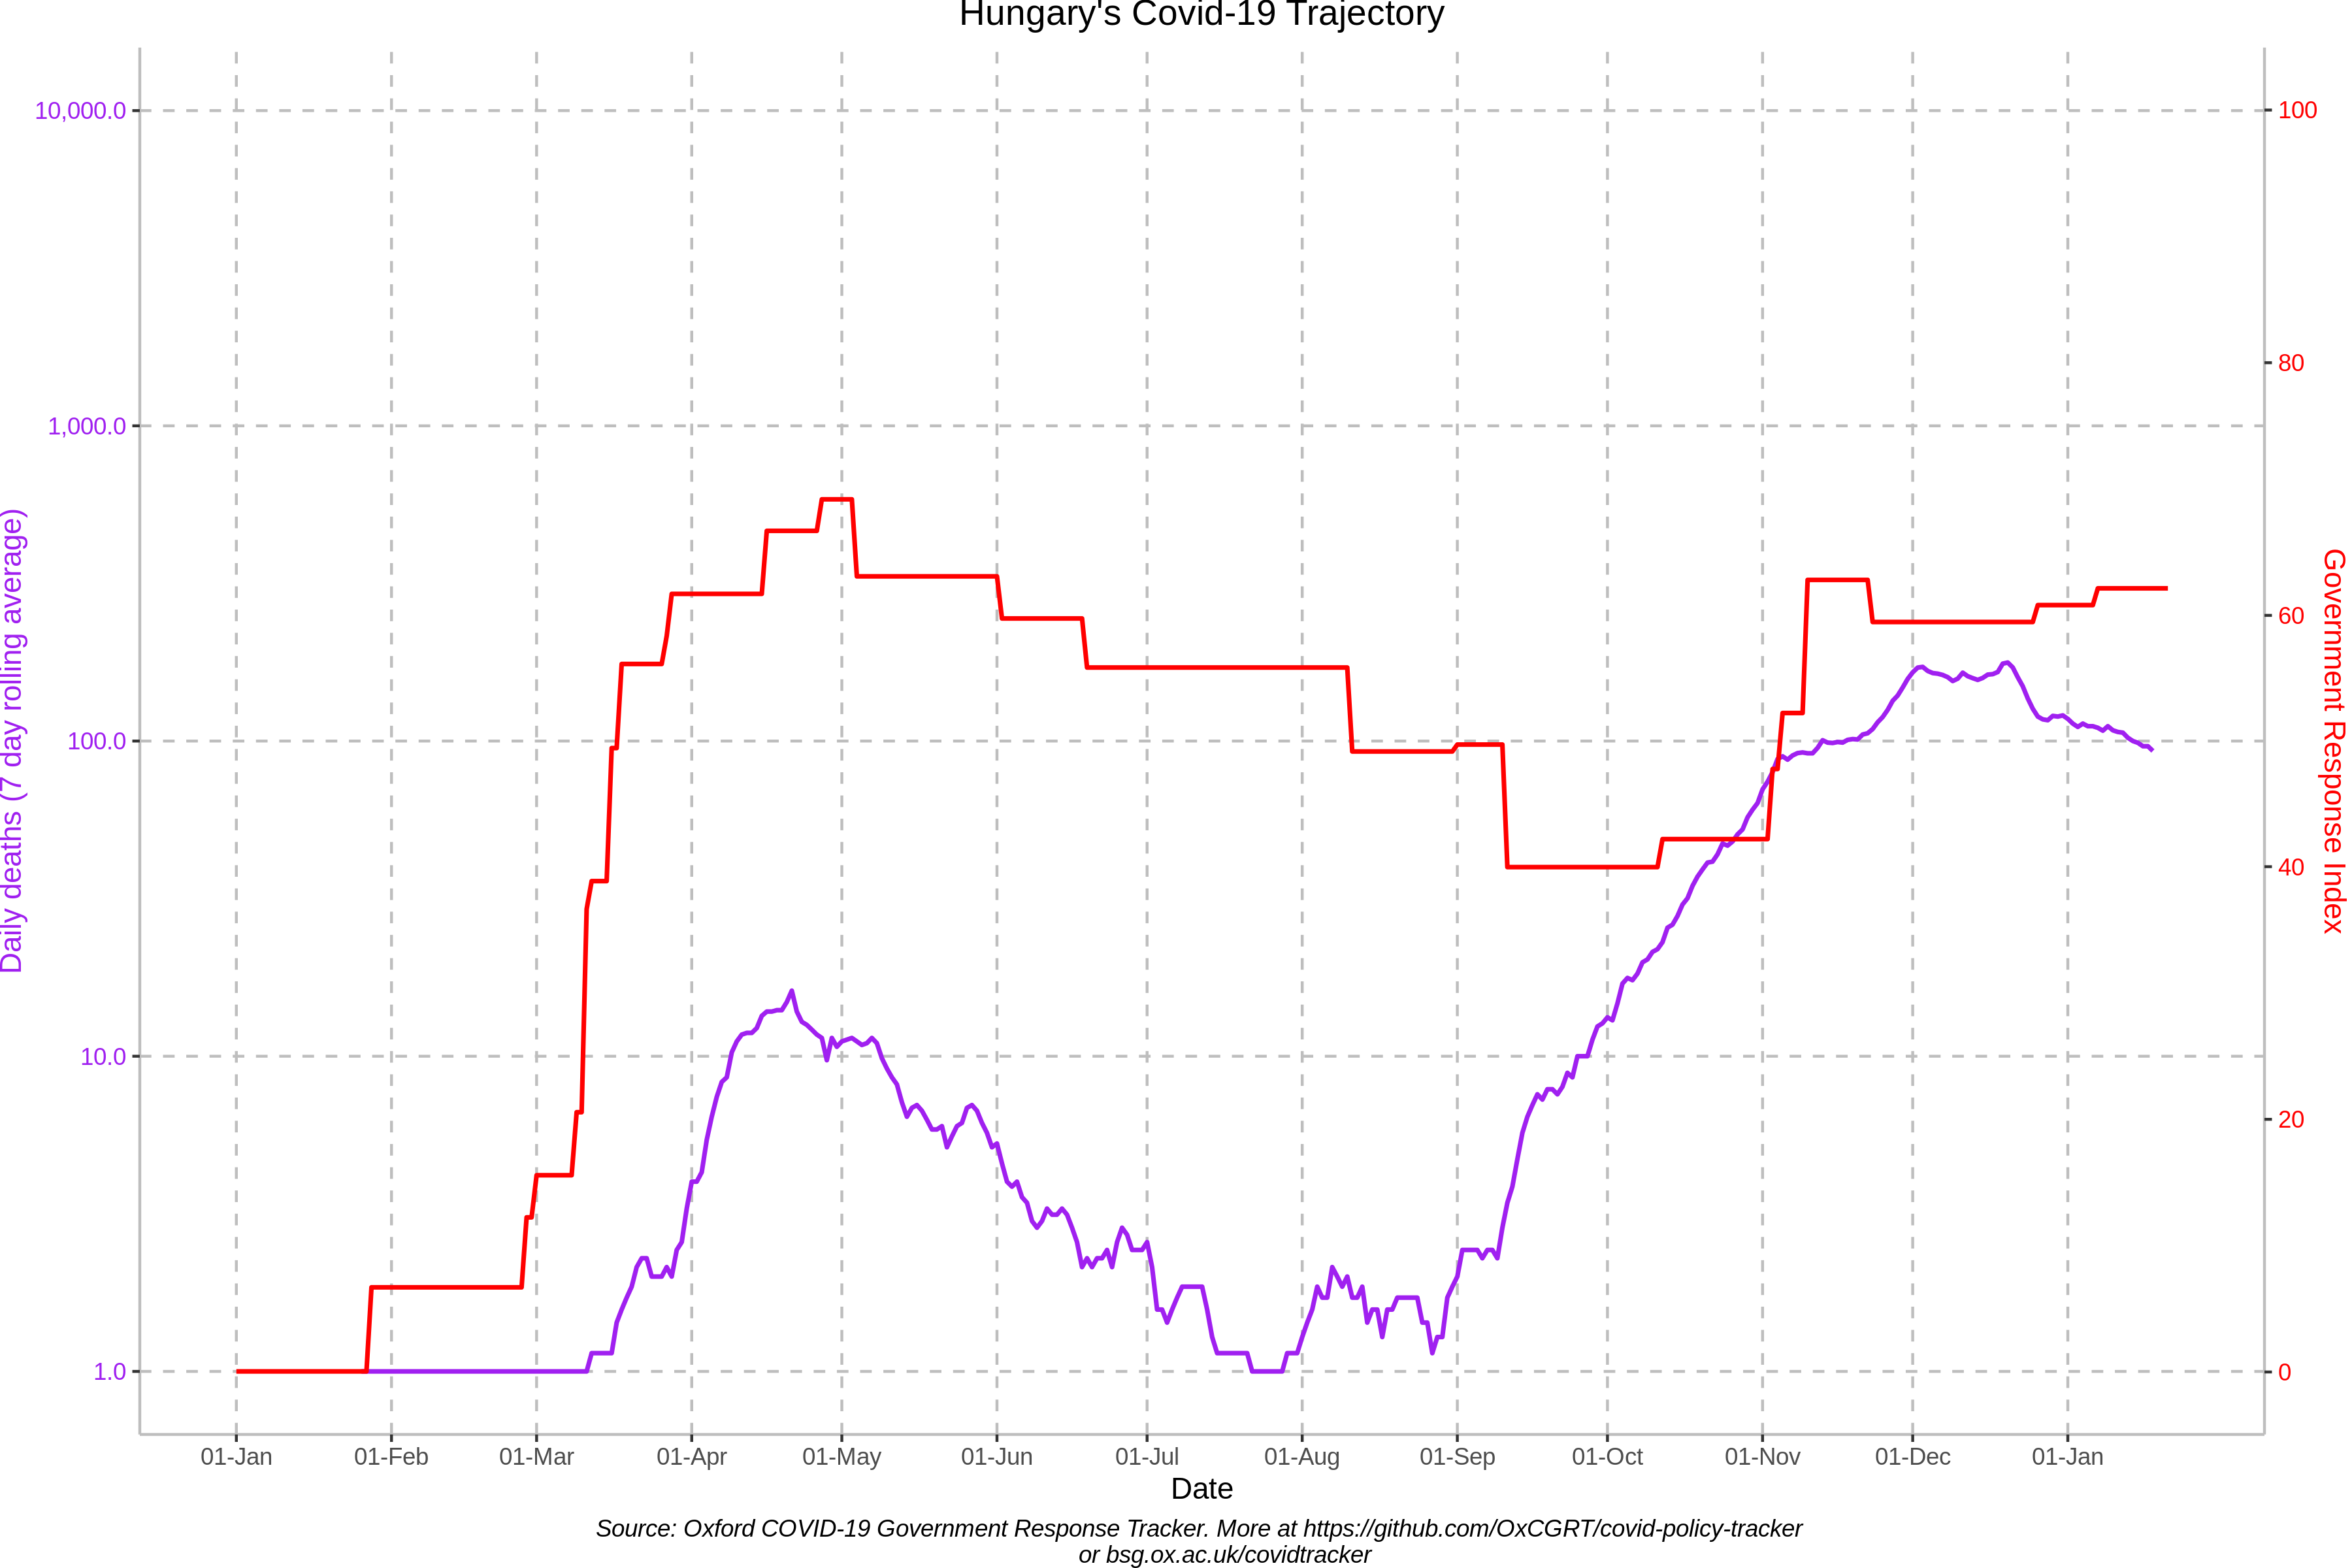 Hungary's Covid-19 Trajectory
10,000.0
1,000.0
100.0
10.0
1.0
Daily deaths (7 day rolling average)
100
80
60
40
20
0
Government Response Index
01-Jan 01-Feb 01-Mar 01-Apr 01-May 01-Jun 01-Jul 01-Aug 01-Sep 01-Oct 01-Nov 01-Dec 01-Jan
Date
Source: Oxford COVID-19 Government Response Tracker. More at https://github.com/OxCGRT/covid-policy-tracker
or bsg.ox.ac.uk/covidtracker